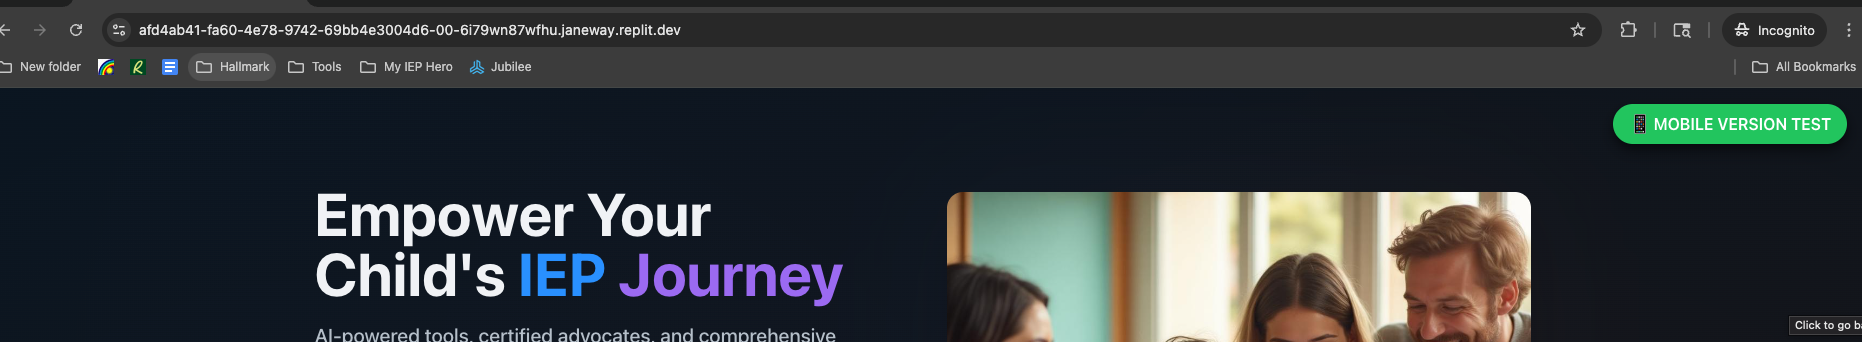 afd4ab41-fa60-4e78-9742-69bb4e3004d6-00-6i79wn87wfhu.janeway.replit.dev
Incognito
New folder
Hallmark
Tools
My IEP Hero
Jubilee
All Bookmarks
MOBILE VERSION TEST
Empower Your
Child's IEP Journey
AI-powered tools, certified advocates, and comprehensive
Click to go